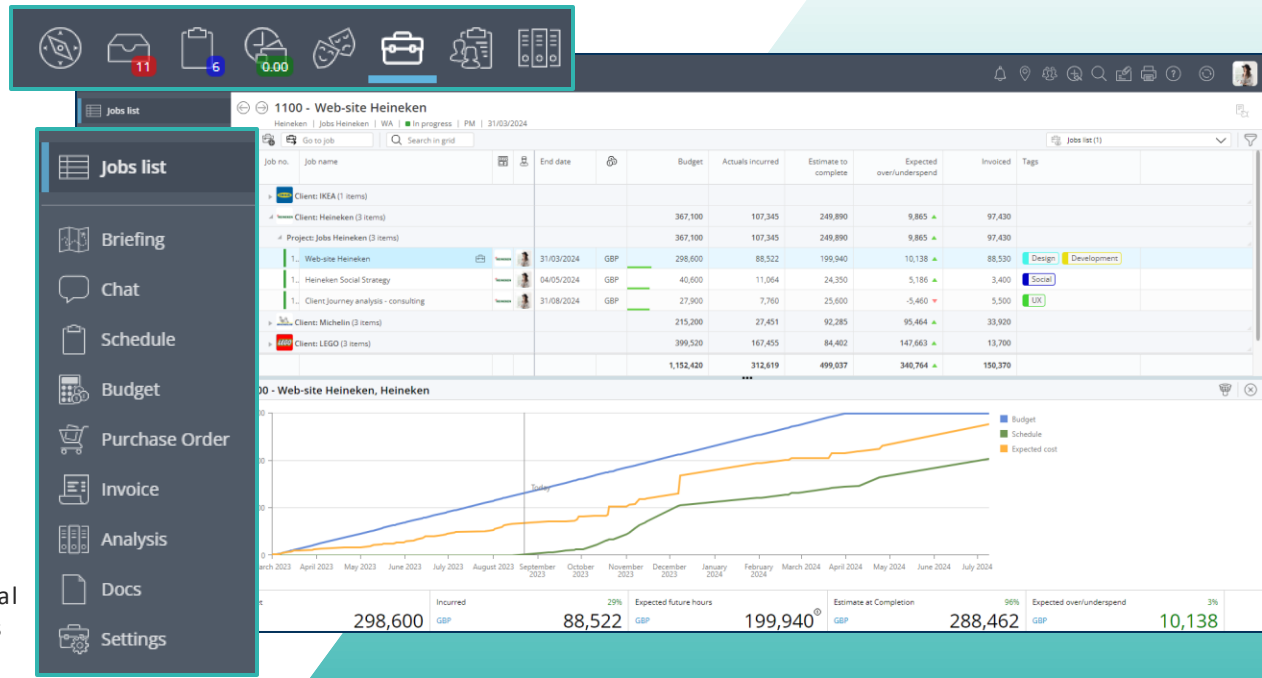 11
6
0.00
Jobs list
1100 - Web-site Heineken
Heineken | Jobs Heineken | WA | In progress | PM | 31/03/2024
Go to job
Search in grid
Jobs list (1)
Job no. Job name End date Budget Actuals incurred Estimate to complete Expected over/underspend Invoiced Tags
Client: IKEA (1 items)
Client: Heineken (3 items) 367,100 107,345 249,890 9,865 97,430
Project: Jobs Heineken (3 items) 367,100 107,345 249,890 9,865 97,430
1.. Web-site Heineken 31/03/2024 GBP 298,600 88,522 199,940 10,138 88,530 Design Development
1.. Heineken Social Strategy 04/05/2024 GBP 40,600 11,064 24,350 5,186 3,400 Social
1.. Client Journey analysis - consulting 31/08/2024 GBP 27,900 7,760 25,600 -5,460 5,500 UX
Client: Michelin (3 items) 215,200 27,451 92,285 95,464 33,920
Client: LEGO (3 items) 399,520 167,455 84,402 147,663 13,700
1,152,420 312,619 499,037 340,764 150,370
Jobs list
Briefing
Chat
Schedule
Budget
Purchase Order
Invoice
Analysis
Docs
Settings
00 - Web-site Heineken, Heineken
Budget
Schedule
Expected cost
Today
0
arch 2023 April 2023 May 2023 June 2023 July 2023 August 2023 September 2023 October 2023 November 2023 December 2023 January 2024 February 2024 March 2024 April 2024 May 2024 June 2024 July 2024
298,600
Incurred 29%
GBP 88,522
Expected future hours
GBP 199,940
Estimate at Completion 96%
GBP 288,462
Expected over/underspend 3%
GBP 10,138
al